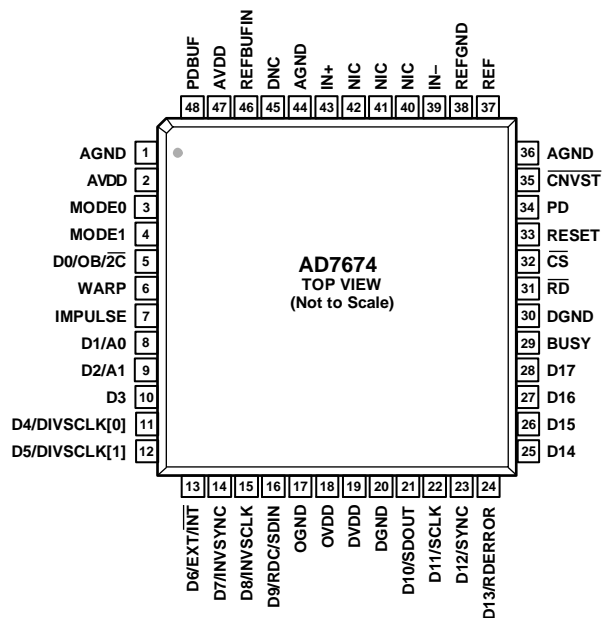 PDBUF
AVDD
REFBUFIN
DNC
AGND
IN+
NIC
NIC
NIC
IN–
REFGND
REF
48 47 46 45 44 43 42 41 40 39 38 37
AGND 1
AVDD 2
MODE0 3
MODE1 4
D0/OB/2C̅ 5
WARP 6
IMPULSE 7
D1/A0 8
D2/A1 9
D3 10
D4/DIVSCLK[0] 11
D5/DIVSCLK[1] 12
AD7674
TOP VIEW
(Not to Scale)
36 AGND
35 C̅N̅V̅S̅T̅
34 PD
33 RESET
32 C̅S̅
31 R̅D̅
30 DGND
29 BUSY
28 D17
27 D16
26 D15
25 D14
13 14 15 16 17 18 19 20 21 22 23 24
D6/EXT/I̅N̅T̅
D7/INVSYNC
D8/INVSCLK
D9/RDC/SDIN
OGND
OVDD
DVDD
DGND
D10/SDOUT
D11/SCLK
D12/SYNC
D13/RDERROR